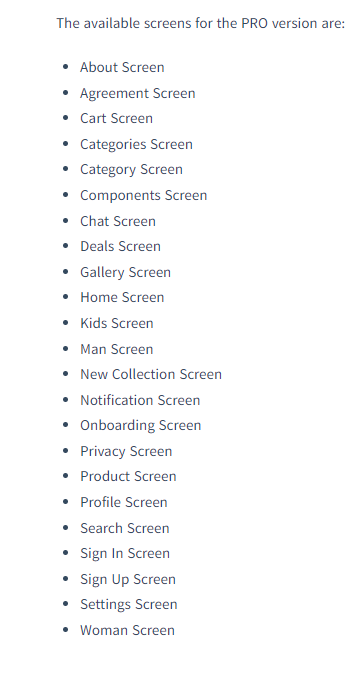 The available screens for the PRO version are:
• About Screen
• Agreement Screen
• Cart Screen
• Categories Screen
• Category Screen
• Components Screen
• Chat Screen
• Deals Screen
• Gallery Screen
• Home Screen
• Kids Screen
• Man Screen
• New Collection Screen
• Notification Screen
• Onboarding Screen
• Privacy Screen
• Product Screen
• Profile Screen
• Search Screen
• Sign In Screen
• Sign Up Screen
• Settings Screen
• Woman Screen